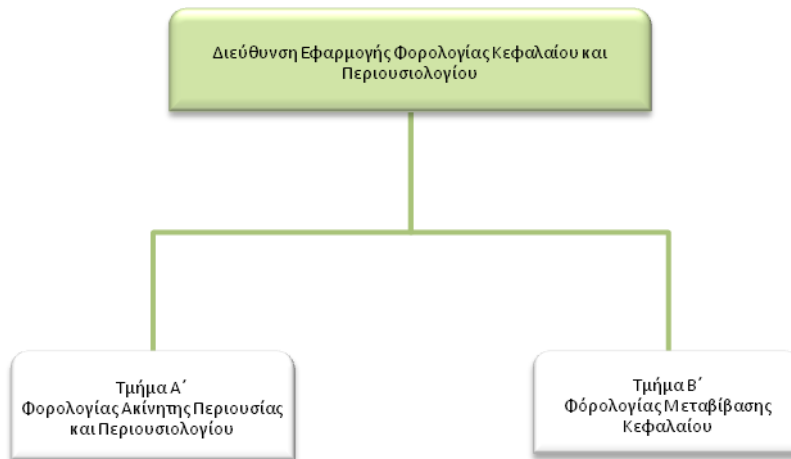 Διεύθυνση Εφαρμογής Φορολογίας Κεφαλαίου και
Περιουσιολογίου
Τμήμα Α΄
Φορολογίας Ακίνητης Περιουσίας
και Περιουσιολογίου
Τμήμα Β΄
Φόρολογίας Μεταβίβασης
Κεφαλαίου